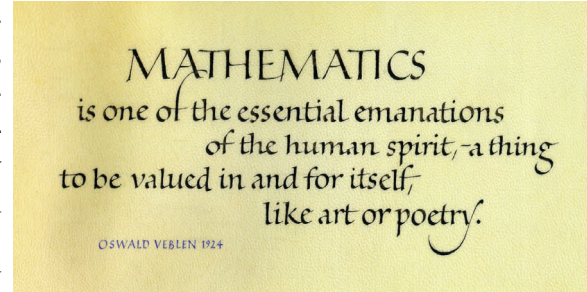 MATHEMATICS
is one of the essential emanations
of the human spirit,-a thing
to be valued in and for itself,
like art or poetry.
OSWALD VEBLEN 1924